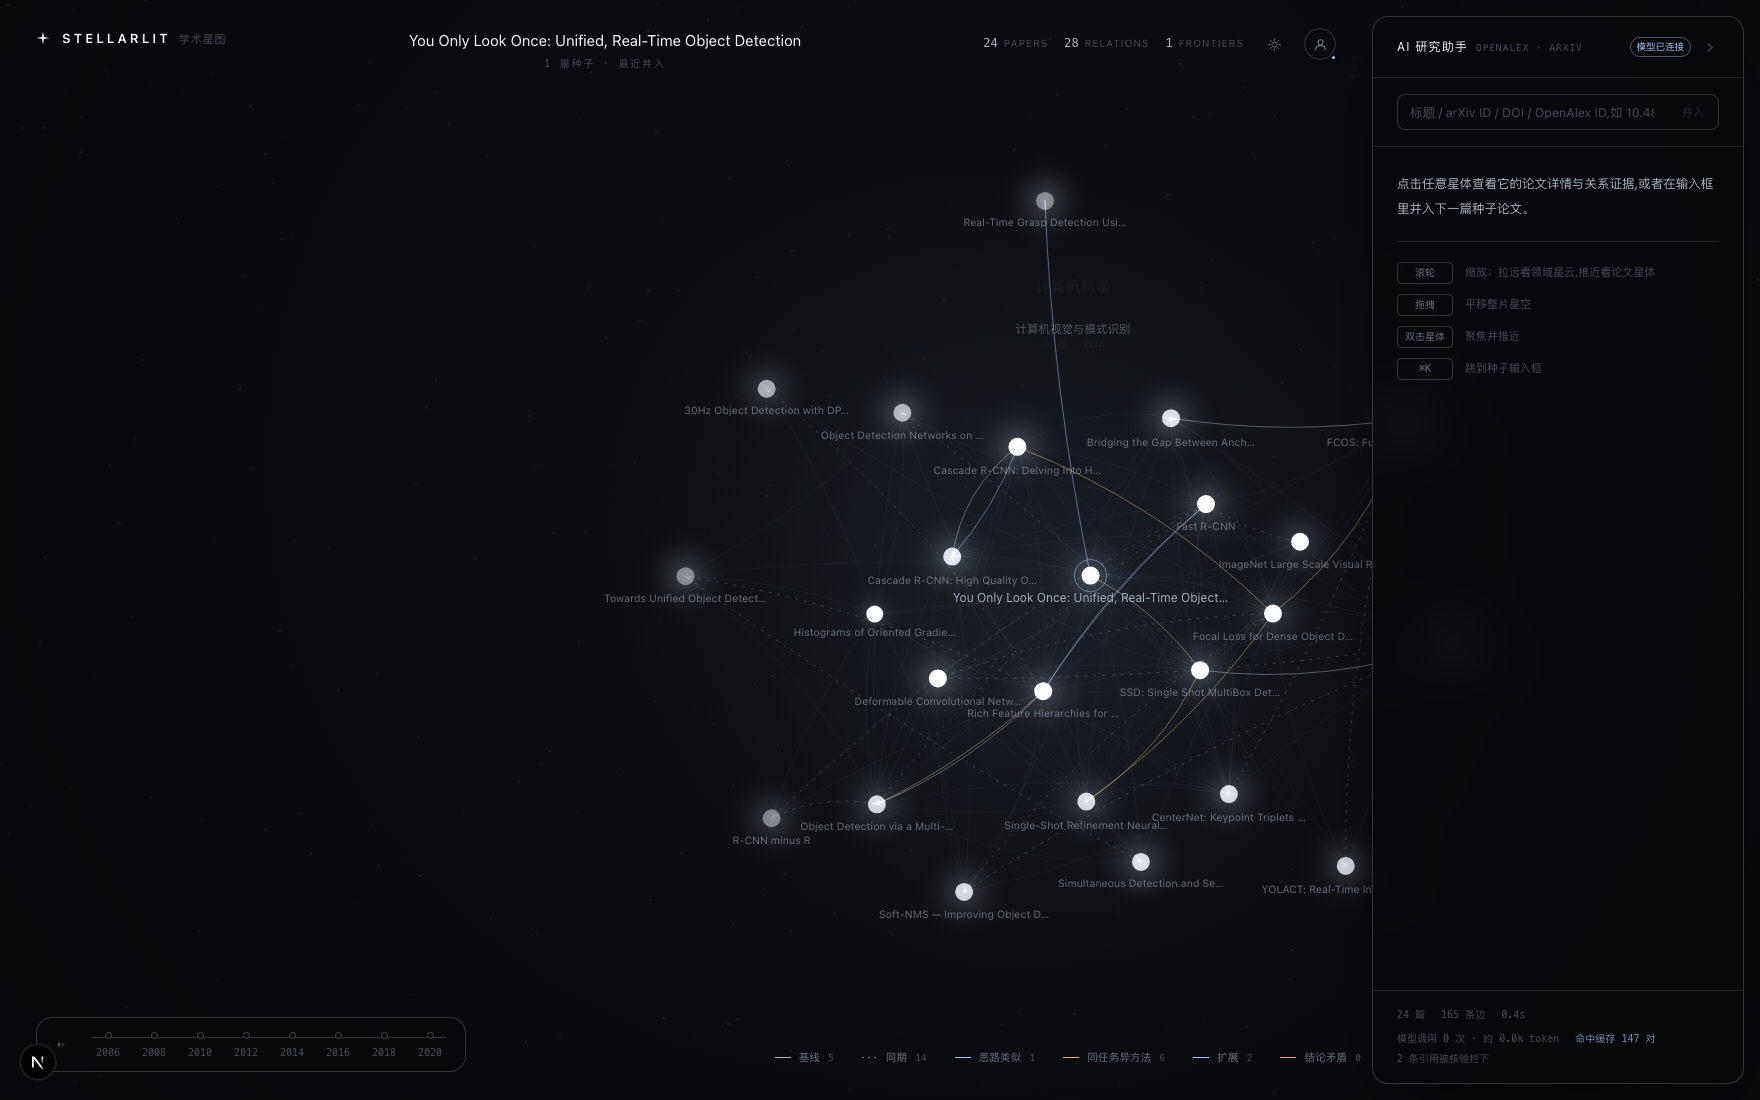 STELLARLIT 学术星图
You Only Look Once: Unified, Real-Time Object Detection
1 篇种子 · 最近并入
24 PAPERS 28 RELATIONS 1 FRONTIERS
AI 研究助手 OPENALEX · ARXIV 模型已连接
标题 / arXiv ID / DOI / OpenAlex ID,如 10.48 并入
点击任意星体查看它的论文详情与关系证据,或者在输入框
里并入下一篇种子论文。
滚轮 缩放; 拉远看领域星云,推近看论文星体
拖拽 平移整片星空
双击星体 聚焦并推近
⌘K 跳到种子输入框
Real-Time Grasp Detection Usi...
计算机科学
计算机视觉与模式识别
30Hz Object Detection with DP...
Object Detection Networks on ...
Bridging the Gap Between Anch...
FCOS: Fu
Cascade R-CNN: Delving Into H...
Fast R-CNN
ImageNet Large Scale Visual R
Cascade R-CNN: High Quality O...
Towards Unified Object Detect...
You Only Look Once: Unified, Real-Time Object...
Histograms of Oriented Gradie...
Focal Loss for Dense Object D...
SSD: Single Shot MultiBox Det...
Deformable Convolutional Netw...
Rich Feature Hierarchies for ...
CenterNet: Keypoint Triplets ...
Object Detection via a Multi-...
Single-Shot Refinement Neural...
R-CNN minus R
Simultaneous Detection and Se...
YOLACT: Real-Time In
Soft-NMS — Improving Object D...
2006 2008 2010 2012 2014 2016 2018 2020
N
基线 5 同期 14 思路类似 1 同任务异方法 6 扩展 2 结论矛盾 0
24 篇 165 条边 0.4s
模型调用 0 次 · 约 0.0k token 命中缓存 147 对
2 条引用被核验拦下